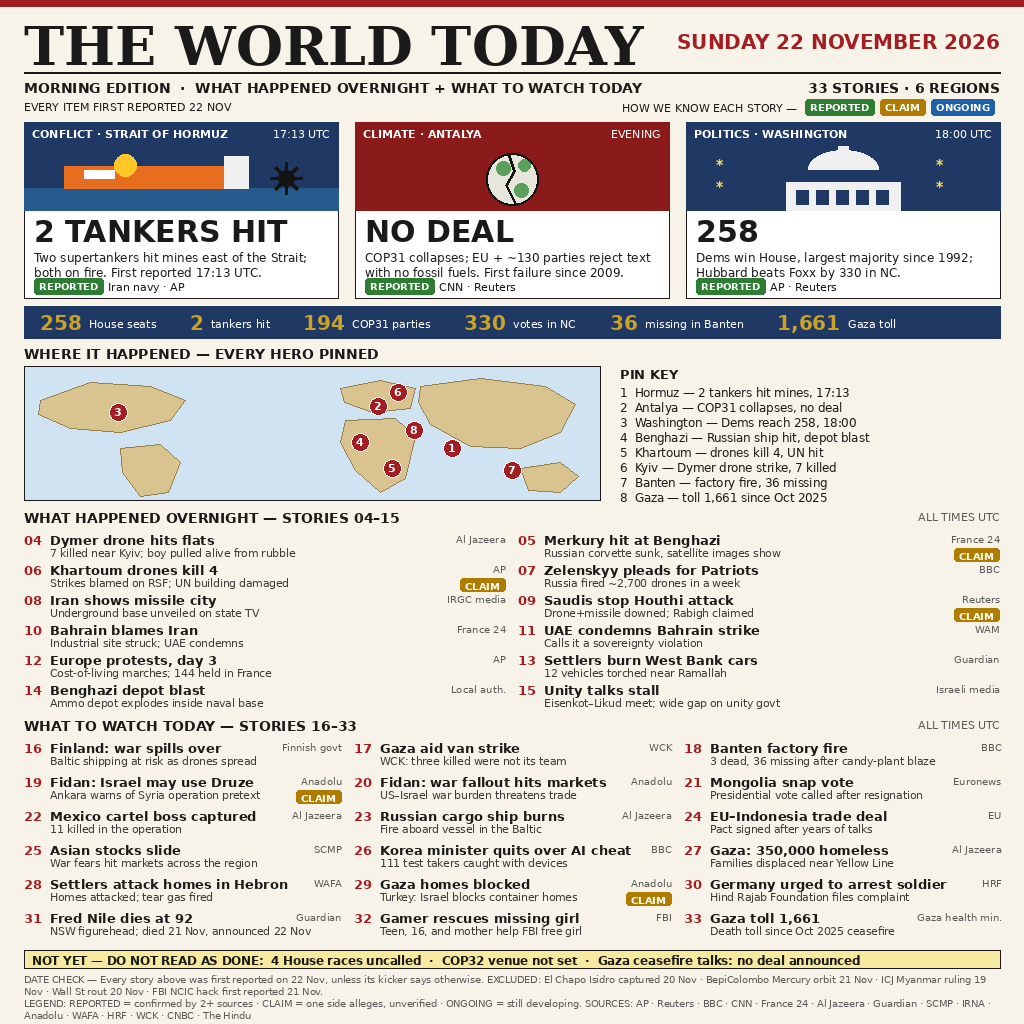 THE WORLD TODAY
SUNDAY 22 NOVEMBER 2026
MORNING EDITION · WHAT HAPPENED OVERNIGHT + WHAT TO WATCH TODAY
33 STORIES · 6 REGIONS
EVERY ITEM FIRST REPORTED 22 NOV
HOW WE KNOW EACH STORY — REPORTED CLAIM ONGOING
CONFLICT · STRAIT OF HORMUZ 17:13 UTC
2 TANKERS HIT
Two supertankers hit mines east of the Strait;
both on fire. First reported 17:13 UTC.
REPORTED Iran navy · AP
CLIMATE · ANTALYA EVENING
NO DEAL
COP31 collapses; EU + ~130 parties reject text
with no fossil fuels. First failure since 2009.
REPORTED CNN · Reuters
POLITICS · WASHINGTON 18:00 UTC
* *
* *
258
Dems win House, largest majority since 1992;
Hubbard beats Foxx by 330 in NC.
REPORTED AP · Reuters
258 House seats 2 tankers hit 194 COP31 parties 330 votes in NC 36 missing in Banten 1,661 Gaza toll
WHERE IT HAPPENED — EVERY HERO PINNED
3
2
6
4
8
1
5
7
PIN KEY
1 Hormuz — 2 tankers hit mines, 17:13
2 Antalya — COP31 collapses, no deal
3 Washington — Dems reach 258, 18:00
4 Benghazi — Russian ship hit, depot blast
5 Khartoum — drones kill 4, UN hit
6 Kyiv — Dymer drone strike, 7 killed
7 Banten — factory fire, 36 missing
8 Gaza — toll 1,661 since Oct 2025
WHAT HAPPENED OVERNIGHT — STORIES 04–15
ALL TIMES UTC
04 Dymer drone hits flats Al Jazeera
7 killed near Kyiv; boy pulled alive from rubble
05 Merkury hit at Benghazi France 24
Russian corvette sunk, satellite images show CLAIM
06 Khartoum drones kill 4 AP
Strikes blamed on RSF; UN building damaged CLAIM
07 Zelenskyy pleads for Patriots BBC
Russia fired ~2,700 drones in a week
08 Iran shows missile city IRGC media
Underground base unveiled on state TV
09 Saudis stop Houthi attack Reuters
Drone+missile downed; Rabigh claimed CLAIM
10 Bahrain blames Iran France 24
Industrial site struck; UAE condemns
11 UAE condemns Bahrain strike WAM
Calls it a sovereignty violation
12 Europe protests, day 3 AP
Cost-of-living marches; 144 held in France
13 Settlers burn West Bank cars Guardian
12 vehicles torched near Ramallah
14 Benghazi depot blast Local auth.
Ammo depot explodes inside naval base
15 Unity talks stall Israeli media
Eisenkot–Likud meet; wide gap on unity govt
WHAT TO WATCH TODAY — STORIES 16–33
ALL TIMES UTC
16 Finland: war spills over Finnish govt
Baltic shipping at risk as drones spread
17 Gaza aid van strike WCK
WCK: three killed were not its team
18 Banten factory fire BBC
3 dead, 36 missing after candy-plant blaze
19 Fidan: Israel may use Druze Anadolu
Ankara warns of Syria operation pretext CLAIM
20 Fidan: war fallout hits markets Anadolu
US–Israel war burden threatens trade
21 Mongolia snap vote Euronews
Presidential vote called after resignation
22 Mexico cartel boss captured Al Jazeera
11 killed in the operation
23 Russian cargo ship burns Al Jazeera
Fire aboard vessel in the Baltic
24 EU–Indonesia trade deal EU
Pact signed after years of talks
25 Asian stocks slide SCMP
War fears hit markets across the region
26 Korea minister quits over AI cheat BBC
111 test takers caught with devices
27 Gaza: 350,000 homeless Al Jazeera
Families displaced near Yellow Line
28 Settlers attack homes in Hebron WAFA
Homes attacked; tear gas fired
29 Gaza homes blocked Anadolu
Turkey: Israel blocks container homes CLAIM
30 Germany urged to arrest soldier HRF
Hind Rajab Foundation files complaint
31 Fred Nile dies at 92 Guardian
NSW figurehead; died 21 Nov, announced 22 Nov
32 Gamer rescues missing girl FBI
Teen, 16, and mother help FBI free girl
33 Gaza toll 1,661 Gaza health min.
Death toll since Oct 2025 ceasefire
NOT YET — DO NOT READ AS DONE: 4 House races uncalled · COP32 venue not set · Gaza ceasefire talks: no deal announced
DATE CHECK — Every story above was first reported on 22 Nov, unless its kicker says otherwise. EXCLUDED: El Chapo Isidro captured 20 Nov · BepiColombo Mercury orbit 21 Nov · ICJ Myanmar ruling 19
Nov · Wall St rout 20 Nov · FBI NCIC hack first reported 21 Nov.
LEGEND: REPORTED = confirmed by 2+ sources · CLAIM = one side alleges, unverified · ONGOING = still developing. SOURCES: AP · Reuters · BBC · CNN · France 24 · Al Jazeera · Guardian · SCMP · IRNA ·
Anadolu · WAFA · HRF · WCK · CNBC · The Hindu